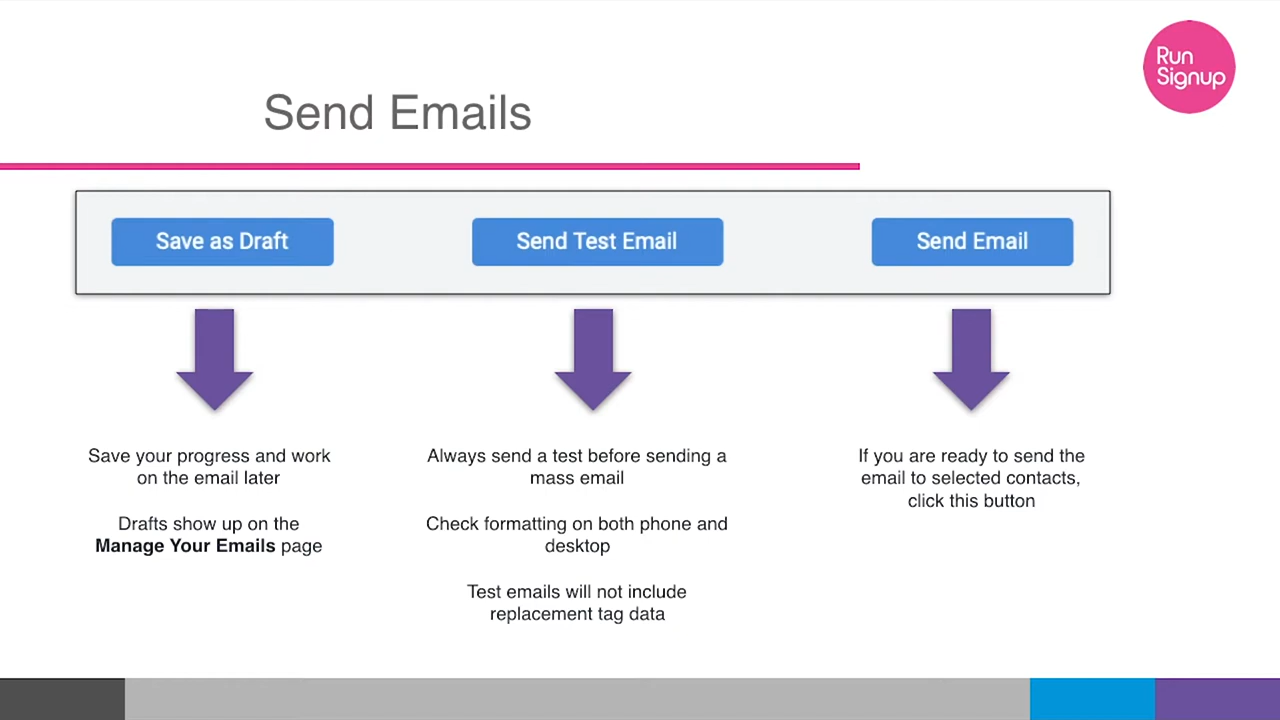 Run
Signup
Send Emails
Save as Draft
Send Test Email
Send Email
Save your progress and work
on the email later
Drafts show up on the
Manage Your Emails page
Always send a test before sending a
mass email
Check formatting on both phone and
desktop
Test emails will not include
replacement tag data
If you are ready to send the
email to selected contacts,
click this button